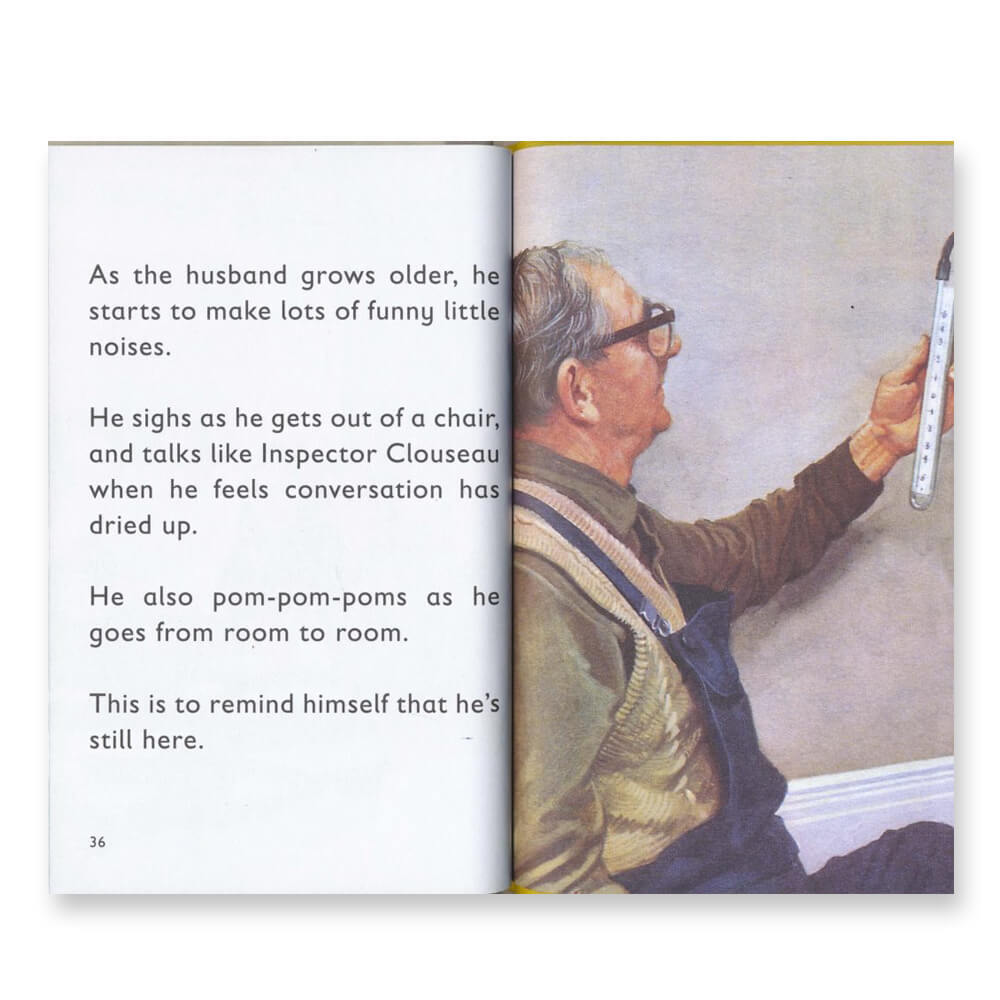 As the husband grows older, he
starts to make lots of funny little
noises.
He sighs as he gets out of a chair,
and talks like Inspector Clouseau
when he feels conversation has
dried up.
He also pom-pom-poms as he
goes from room to room.
This is to remind himself that he's
still here.
36